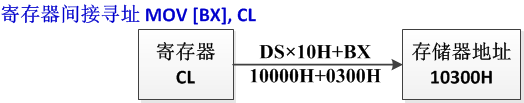 寄存器间接寻址 MOV [BX], CL
寄存器
CL
DS×10H+BX
10000H+0300H
存储器地址
10300H